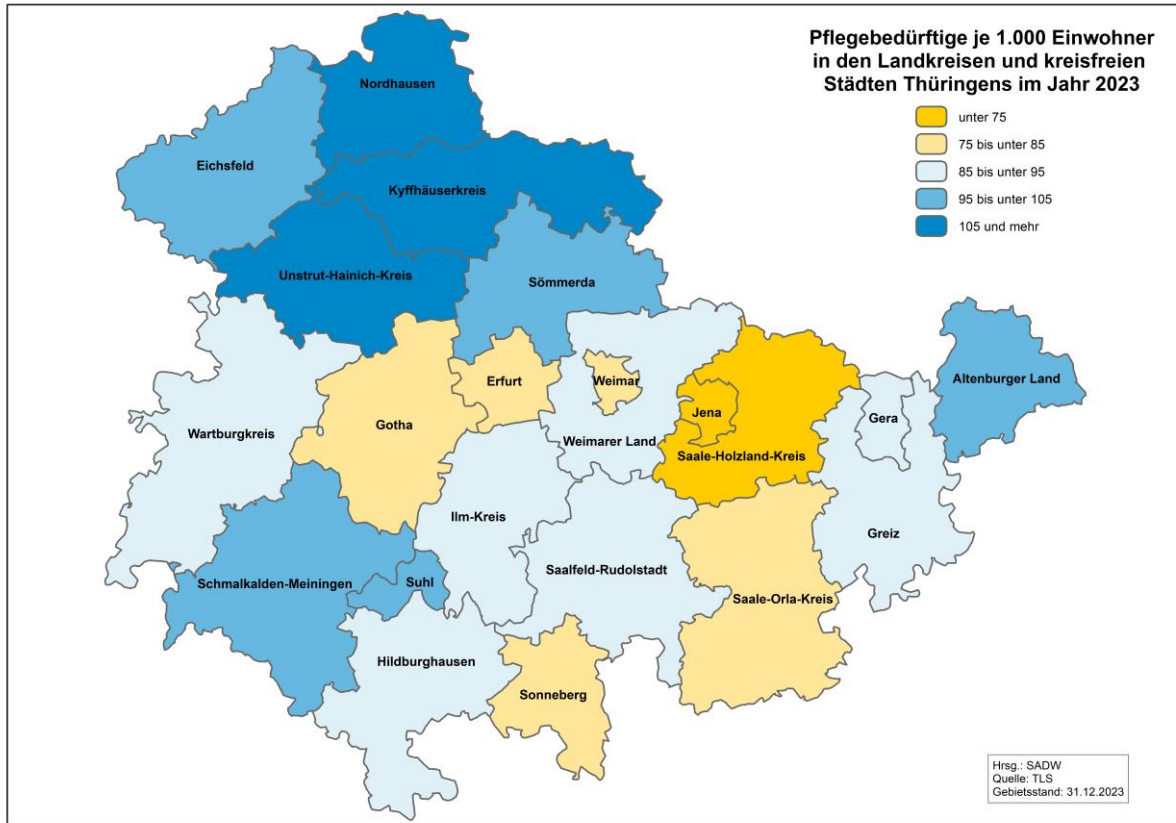 Pflegebedürftige je 1.000 Einwohner
in den Landkreisen und kreisfreien
Städten Thüringens im Jahr 2023
unter 75
75 bis unter 85
85 bis unter 95
95 bis unter 105
105 und mehr
Nordhausen
Eichsfeld
Kyffhäuserkreis
Unstrut-Hainich-Kreis
Sömmerda
Erfurt
Weimar
Altenburger Land
Jena
Gera
Gotha
Wartburgkreis
Weimarer Land
Saale-Holzland-Kreis
Ilm-Kreis
Greiz
Saalfeld-Rudolstadt
Schmalkalden-Meiningen
Suhl
Saale-Orla-Kreis
Hildburghausen
Sonneberg
Hrsg.: SADW
Quelle: TLS
Gebietsstand: 31.12.2023